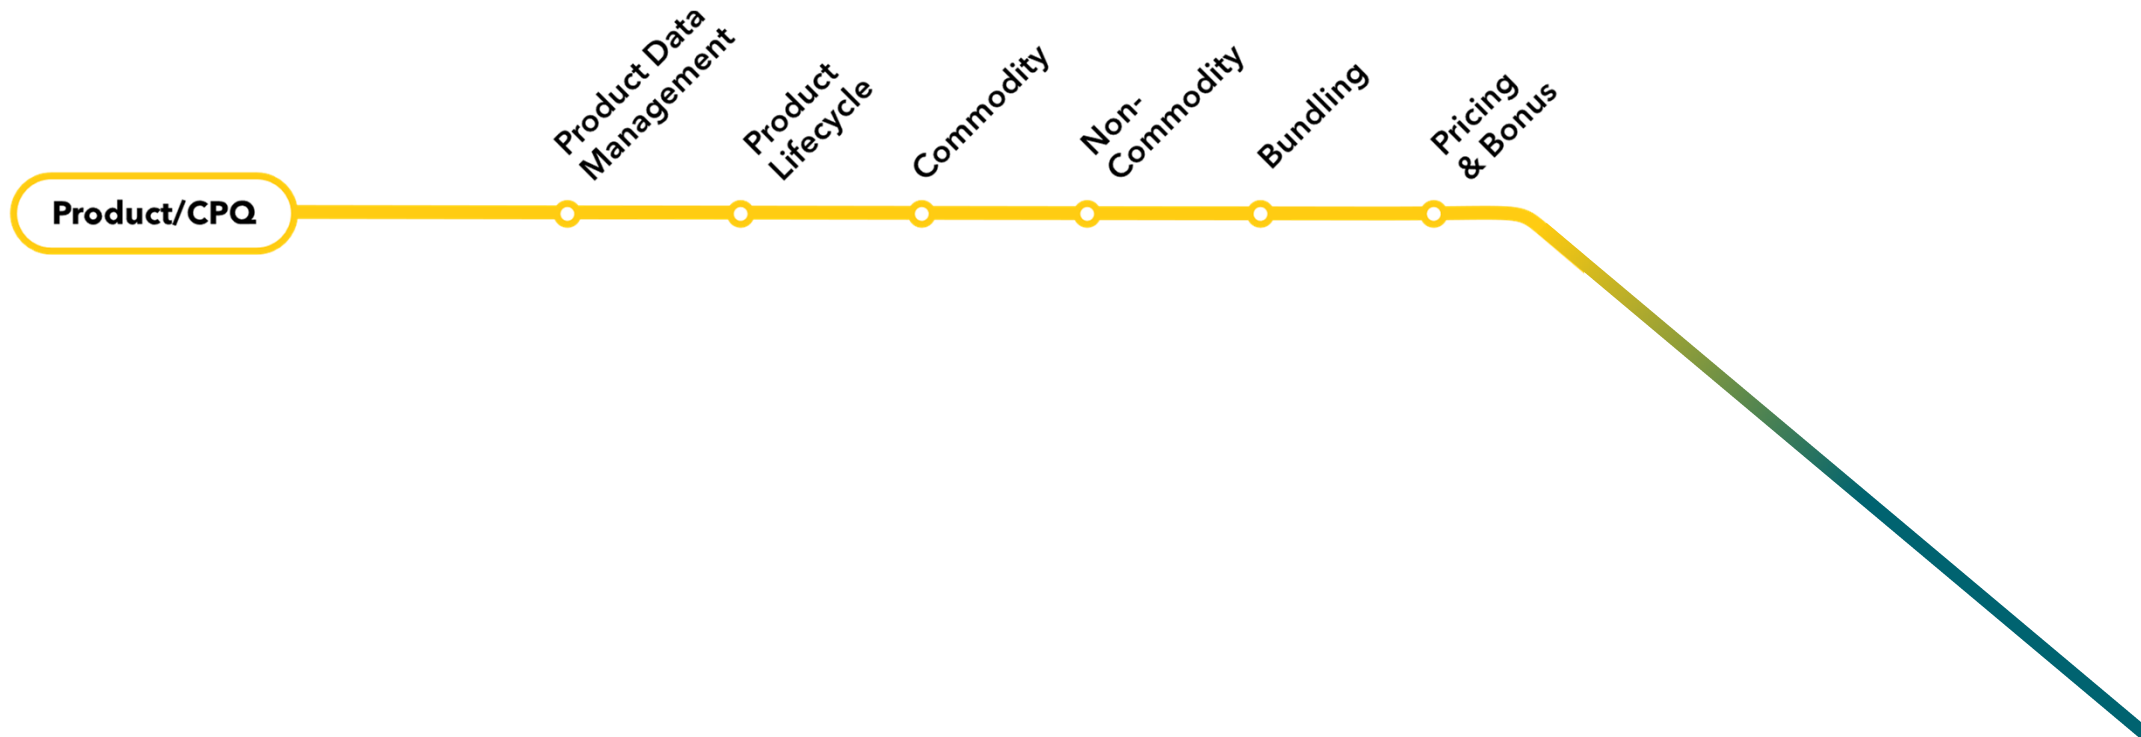 Product/CPQ
Product Data
Management
Product
Lifecycle
Commodity
Non-
Commodity
Bundling
Pricing
& Bonus